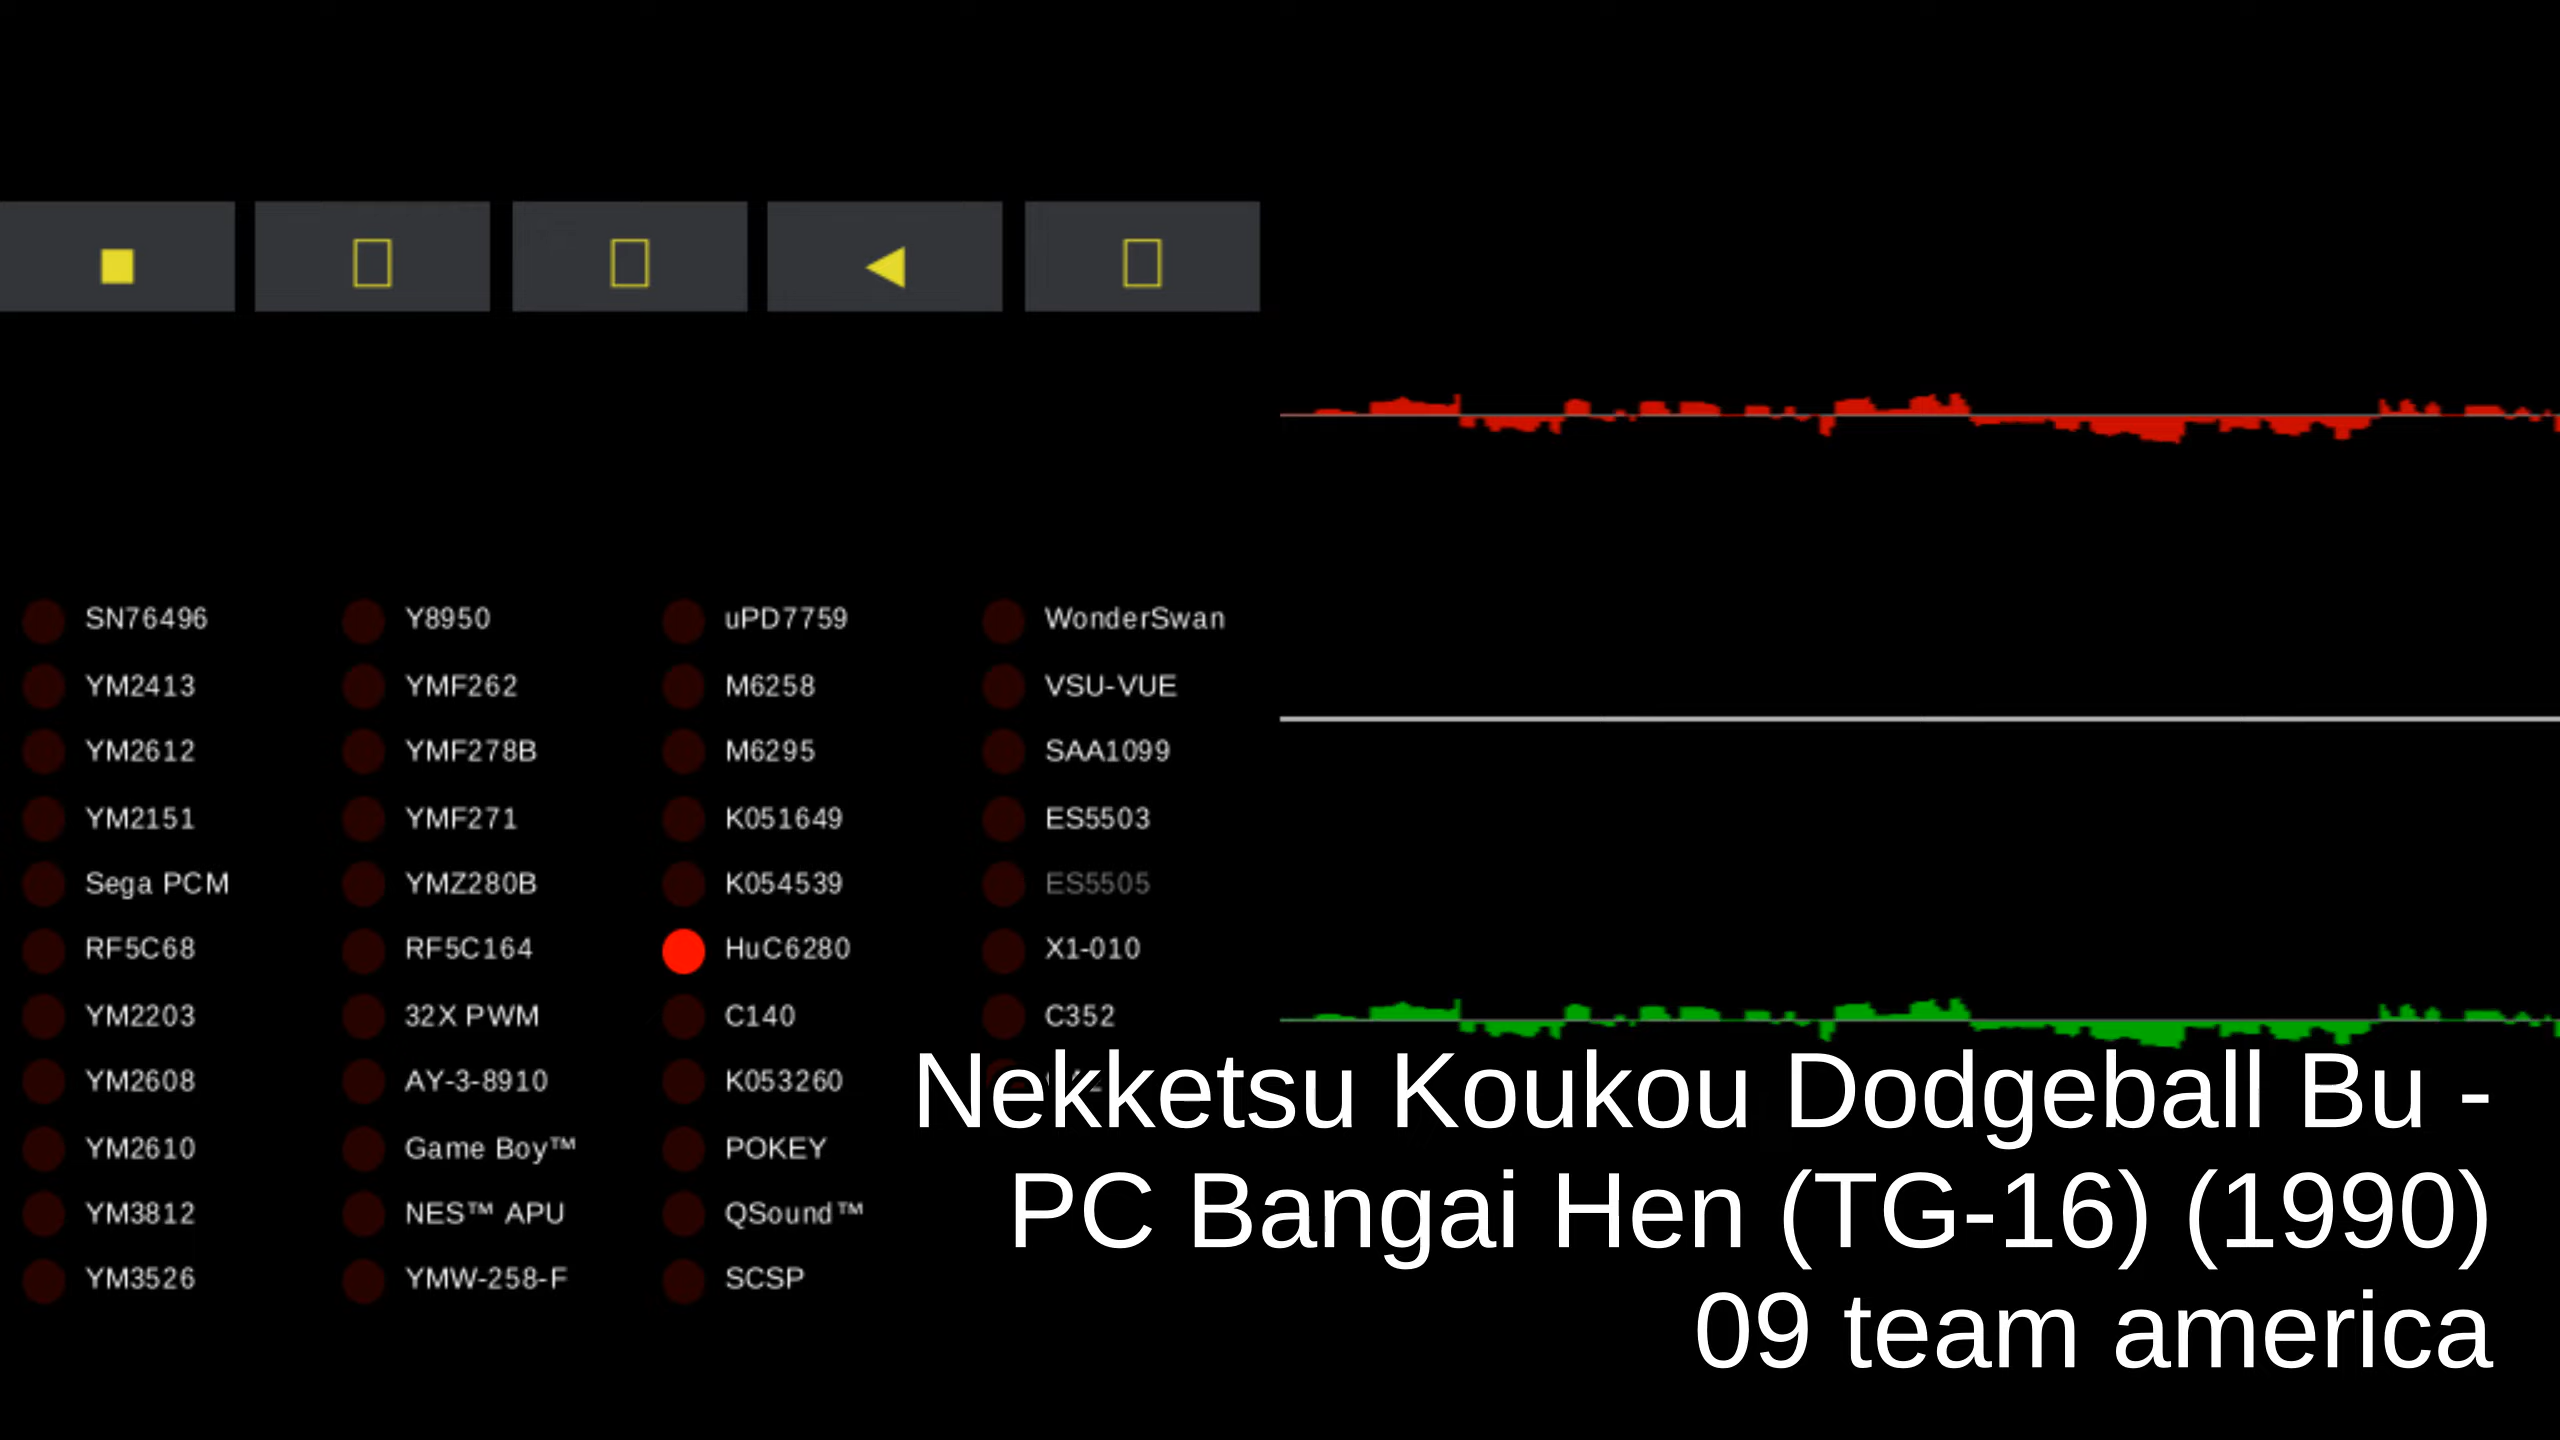 SN76496
YM2413
YM2612
YM2151
Sega PCM
RF5C68
YM2203
YM2608
YM2610
YM3812
YM3526
Y8950
YMF262
YMF278B
YMF271
YMZ280B
RF5C164
32X PWM
AY-3-8910
Game Boy™
NES™ APU
YMW-258-F
uPD7759
M6258
M6295
K051649
K054539
HuC6280
C140
K053260
POKEY
QSound™
SCSP
WonderSwan
VSU-VUE
SAA1099
ES5503
ES5505
X1-010
C352
Nekketsu Koukou Dodgeball Bu -
PC Bangai Hen (TG-16) (1990)
09 team america